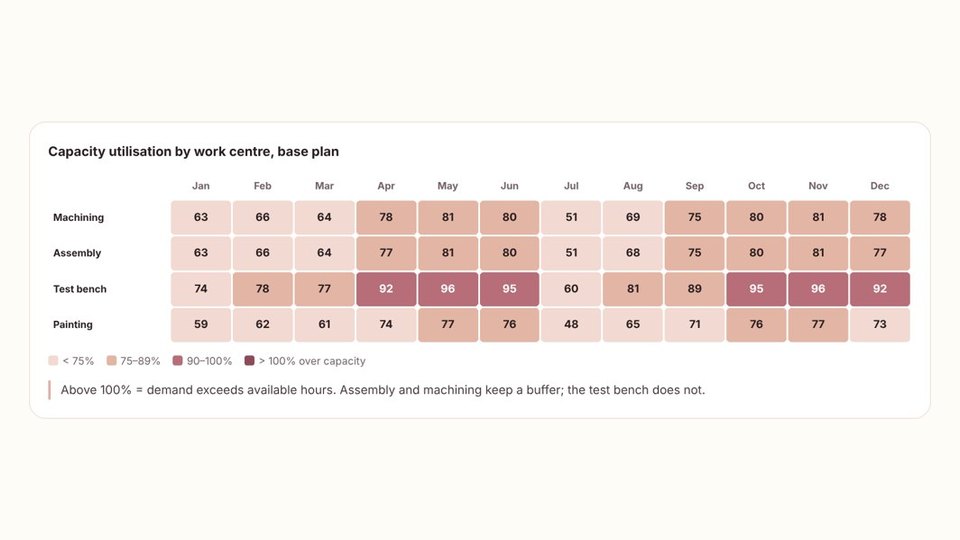 Capacity utilisation by work centre, base plan
Jan Feb Mar Apr May Jun Jul Aug Sep Oct Nov Dec
Machining 63 66 64 78 81 80 51 69 75 80 81 78
Assembly 63 66 64 77 81 80 51 68 75 80 81 77
Test bench 74 78 77 92 96 95 60 81 89 95 96 92
Painting 59 62 61 74 77 76 48 65 71 76 77 73
< 75% 75–89% 90–100% > 100% over capacity
Above 100% = demand exceeds available hours. Assembly and machining keep a buffer; the test bench does not.